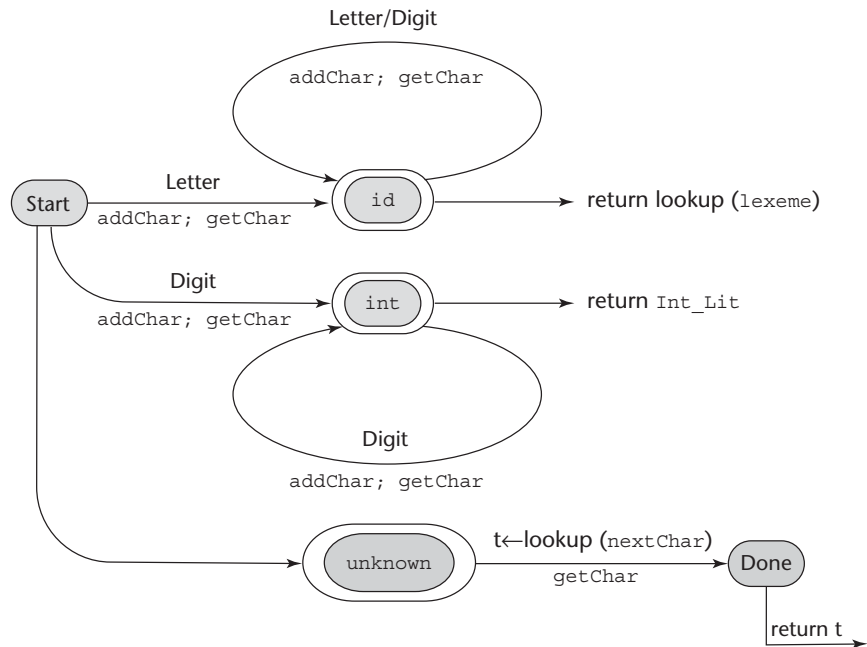 Letter/Digit
addChar; getChar
Letter
Start
id
return lookup (lexeme)
addChar; getChar
Digit
int
return Int_Lit
addChar; getChar
Digit
addChar; getChar
t←lookup (nextChar)
unknown
Done
getChar
return t